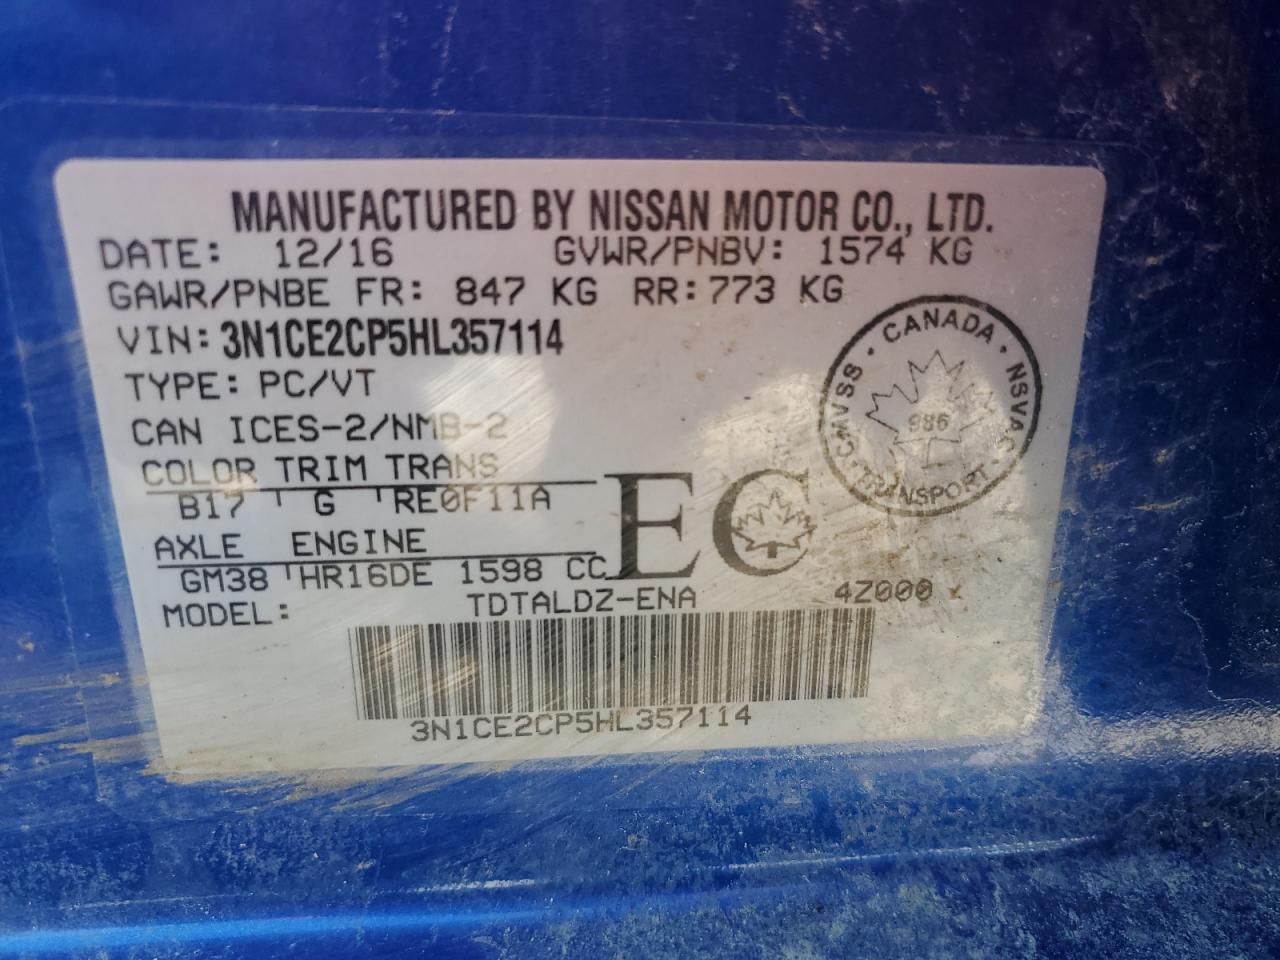 MANUFACTURED BY NISSAN MOTOR CO., LTD.
DATE: 12/16 GVWR/PNBV: 1574 KG
GAWR/PNBE FR: 847 KG RR:773 KG
VIN: 3N1CE2CP5HL357114
TYPE: PC/VT
CAN ICES-2/NMB-2
COLOR TRIM TRANS
B17 G RE0F11A
AXLE ENGINE
GM38 HR16DE 1598 CC
MODEL: TDTALDZ-ENA 4Z000 x
3N1CE2CP5HL357114
EC
CANADA · NSVAC · TRANSPORT · CMVSS ·
986